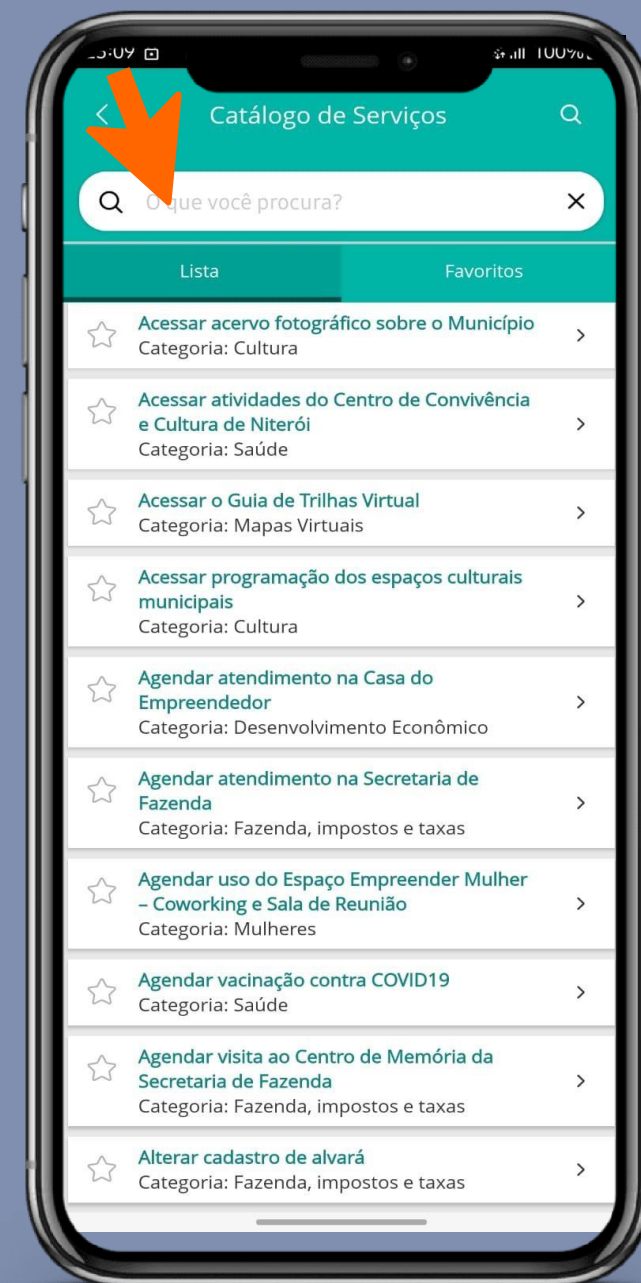 :09
100%
Catálogo de Serviços
O que você procura?
Lista
Favoritos
Acessar acervo fotográfico sobre o Município
Categoria: Cultura
Acessar atividades do Centro de Convivência
e Cultura de Niterói
Categoria: Saúde
Acessar o Guia de Trilhas Virtual
Categoria: Mapas Virtuais
Acessar programação dos espaços culturais
municipais
Categoria: Cultura
Agendar atendimento na Casa do
Empreendedor
Categoria: Desenvolvimento Econômico
Agendar atendimento na Secretaria de
Fazenda
Categoria: Fazenda, impostos e taxas
Agendar uso do Espaço Empreender Mulher
– Coworking e Sala de Reunião
Categoria: Mulheres
Agendar vacinação contra COVID19
Categoria: Saúde
Agendar visita ao Centro de Memória da
Secretaria de Fazenda
Categoria: Fazenda, impostos e taxas
Alterar cadastro de alvará
Categoria: Fazenda, impostos e taxas